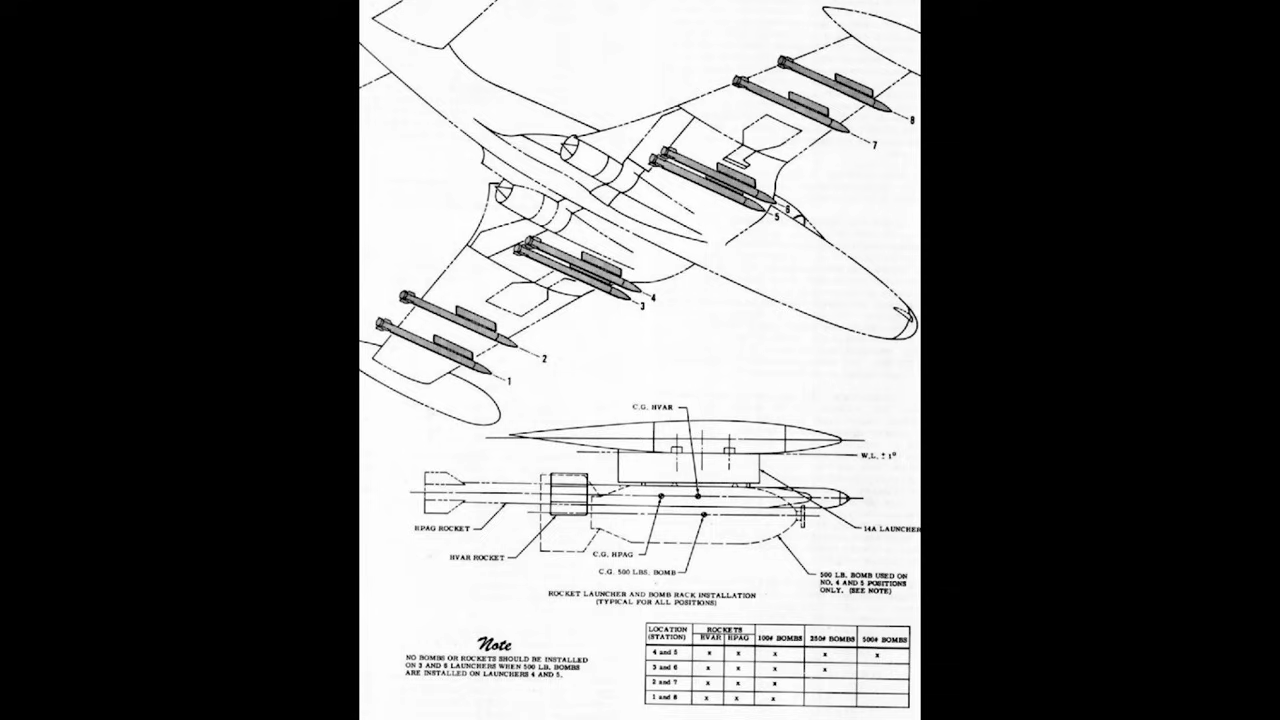 8
7
6
5
4
3
2
1
C.G. HVAR
W.L. ± 1°
HPAG ROCKET
14A LAUNCHER
HVAR ROCKET
C.G. HPAG
C.G. 500 LBS. BOMB
500 LB. BOMB USED ON
NO. 4 AND 5 POSITIONS
ONLY. (SEE NOTE)
ROCKET LAUNCHER AND BOMB RACK INSTALLATION
(TYPICAL FOR ALL POSITIONS)
Note
NO BOMBS OR ROCKETS SHOULD BE INSTALLED
ON 3 AND 6 LAUNCHERS WHEN 500 LB. BOMBS
ARE INSTALLED ON LAUNCHERS 4 AND 5.
LOCATION (STATION) ROCKETS HVAR HPAG 100# BOMBS 250# BOMBS 500# BOMBS
4 and 5 x x x x x
3 and 6 x x x x
2 and 7 x x x
1 and 8 x x x